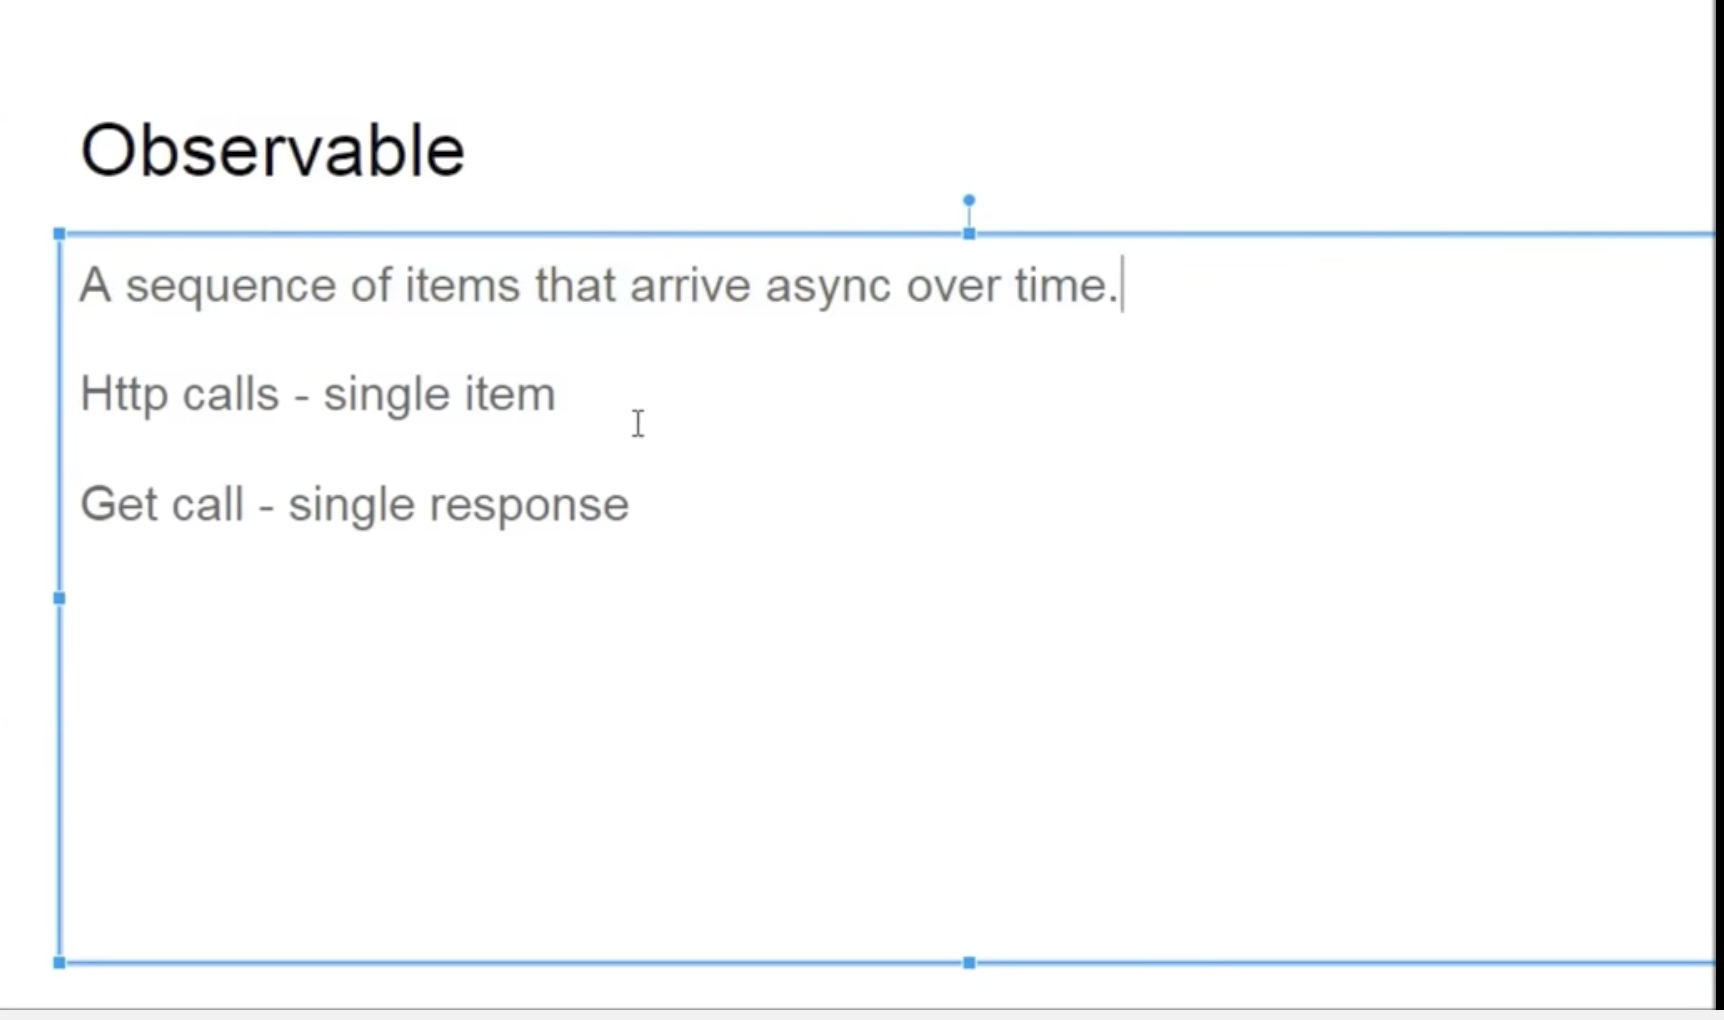 Observable
A sequence of items that arrive async over time.
Http calls - single item
Get call - single response